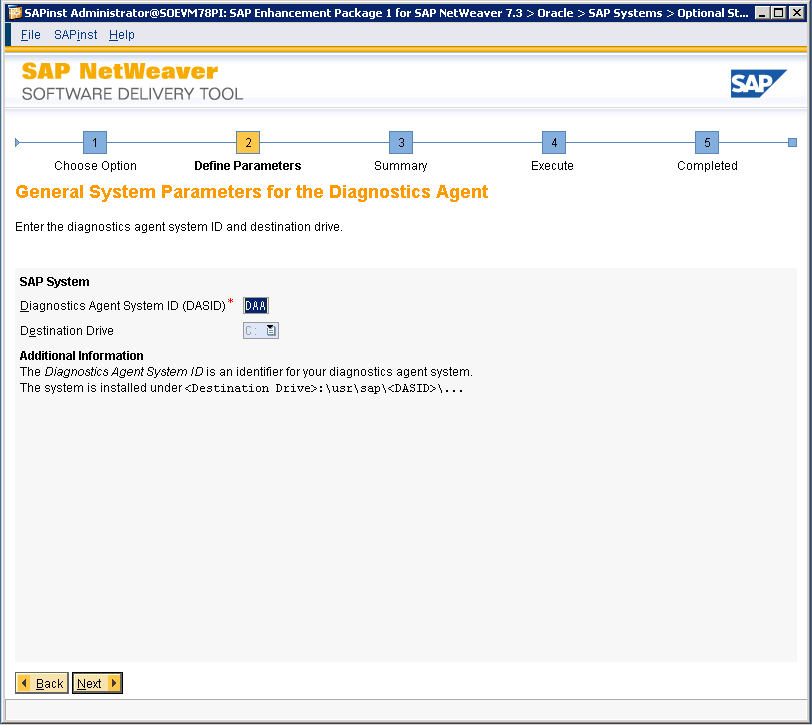 SAPinst Administrator@SOEVM78PI: SAP Enhancement Package 1 for SAP NetWeaver 7.3 > Oracle > SAP Systems > Optional St...
File SAPinst Help
SAP NetWeaver
SOFTWARE DELIVERY TOOL
SAP
1 2 3 4 5
Choose Option Define Parameters Summary Execute Completed
General System Parameters for the Diagnostics Agent
Enter the diagnostics agent system ID and destination drive.
SAP System
Diagnostics Agent System ID (DASID)* DAA
Destination Drive C:
Additional Information
The Diagnostics Agent System ID is an identifier for your diagnostics agent system.
The system is installed under <Destination Drive>:\usr\sap\<DASID>\...
Back Next